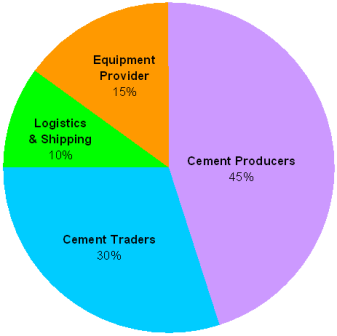 Equipment
Provider
15%
Logistics
& Shipping
10%
Cement Producers
45%
Cement Traders
30%